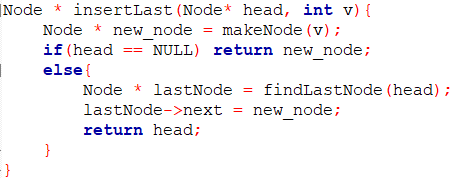 Node * insertLast(Node* head, int v){
    Node * new_node = makeNode(v);
    if(head == NULL) return new_node;
    else{
        Node * lastNode = findLastNode(head);
        lastNode->next = new_node;
        return head;
    }
}